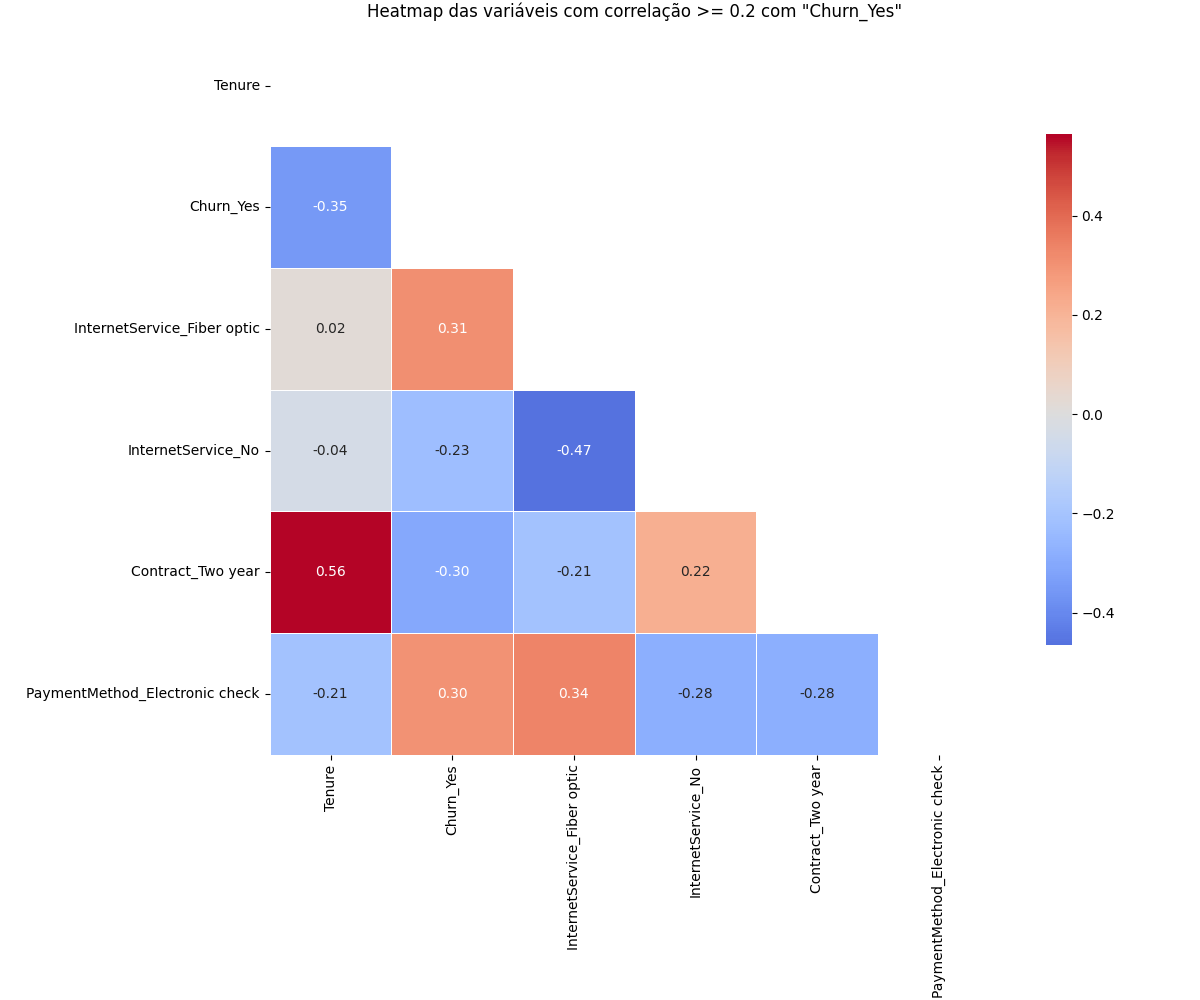 Heatmap das variáveis com correlação >= 0.2 com "Churn_Yes"
Tenure
Churn_Yes
-0.35
InternetService_Fiber optic
0.02
0.31
InternetService_No
-0.04
-0.23
-0.47
Contract_Two year
0.56
-0.30
-0.21
0.22
PaymentMethod_Electronic check
-0.21
0.30
0.34
-0.28
-0.28
Tenure
Churn_Yes
InternetService_Fiber optic
InternetService_No
Contract_Two year
PaymentMethod_Electronic check
0.4
0.2
0.0
−0.2
−0.4